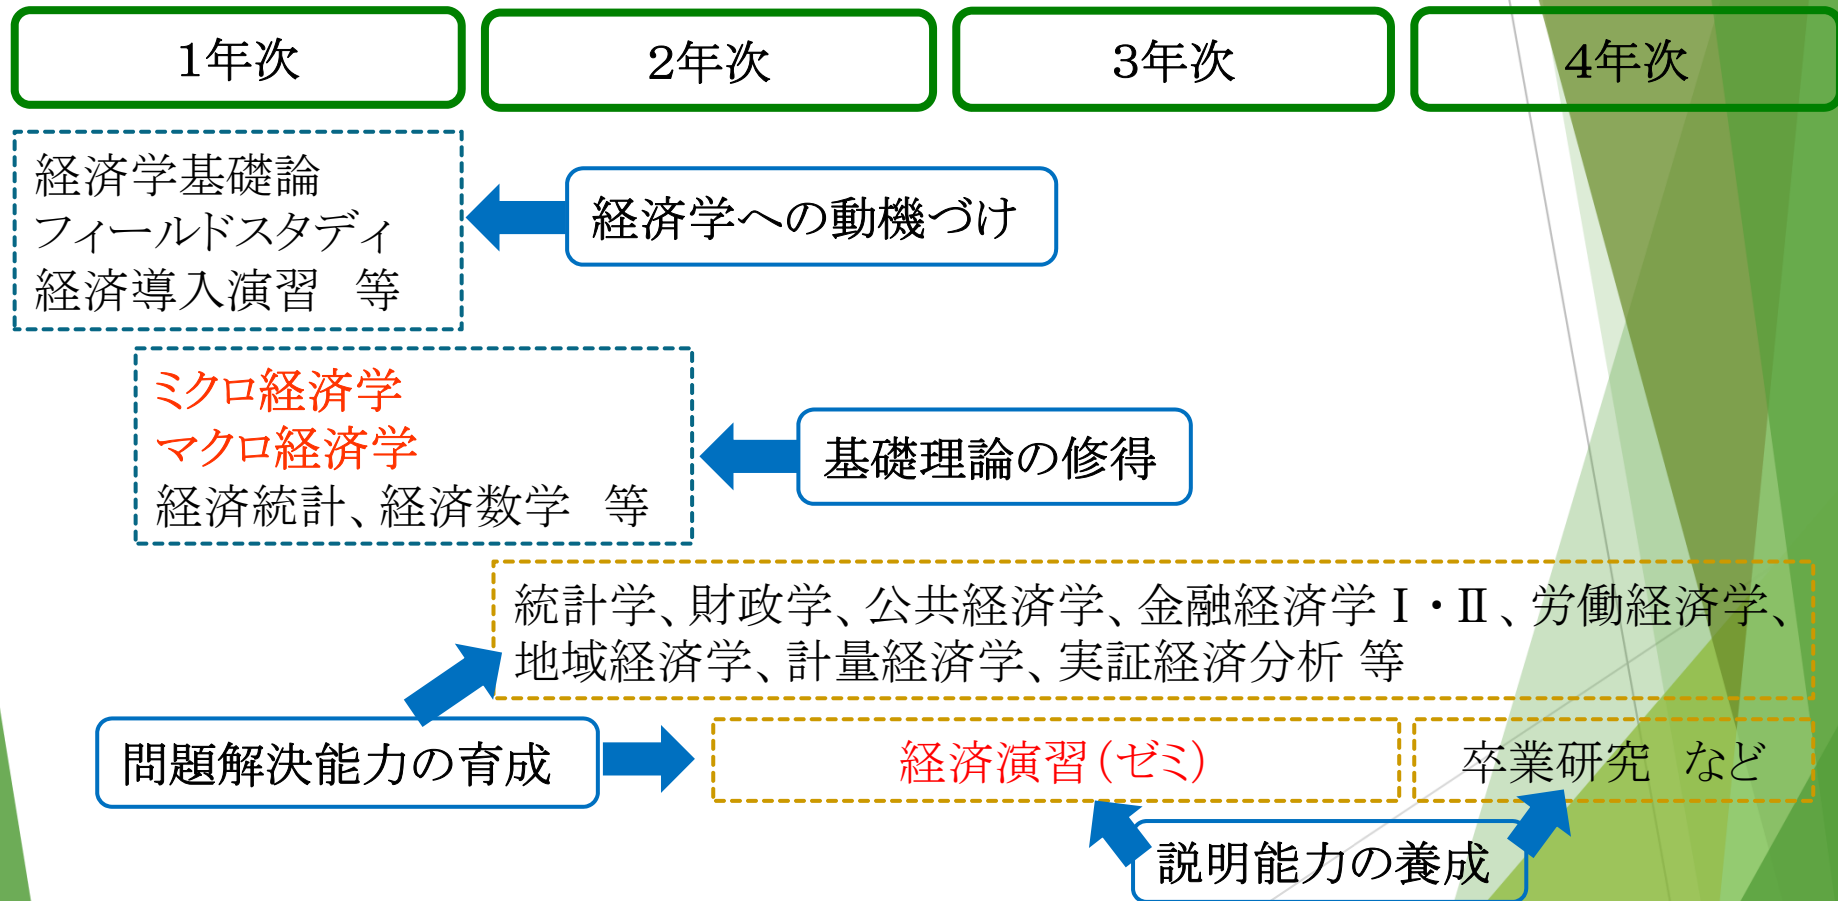 1年次
2年次
3年次
4年次
経済学基礎論
フィールドスタディ
経済導入演習　等
経済学への動機づけ
ミクロ経済学
マクロ経済学
経済統計、経済数学　等
基礎理論の修得
統計学、財政学、公共経済学、金融経済学Ⅰ・Ⅱ、労働経済学、
地域経済学、計量経済学、実証経済分析 等
問題解決能力の育成
経済演習（ゼミ）
卒業研究　など
説明能力の養成